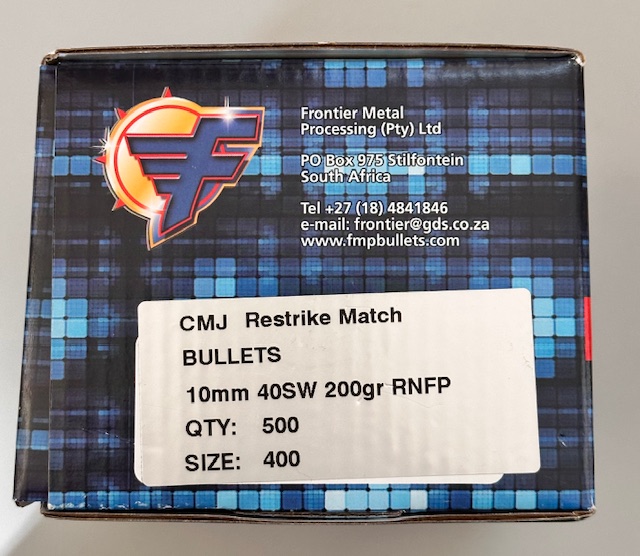 Frontier Metal
Processing (Pty) Ltd
PO Box 975 Stilfontein
South Africa
Tel +27 (18) 4841846
e-mail: frontier@gds.co.za
www.fmpbullets.com
CMJ Restrike Match
BULLETS
10mm 40SW 200gr RNFP
QTY: 500
SIZE: 400